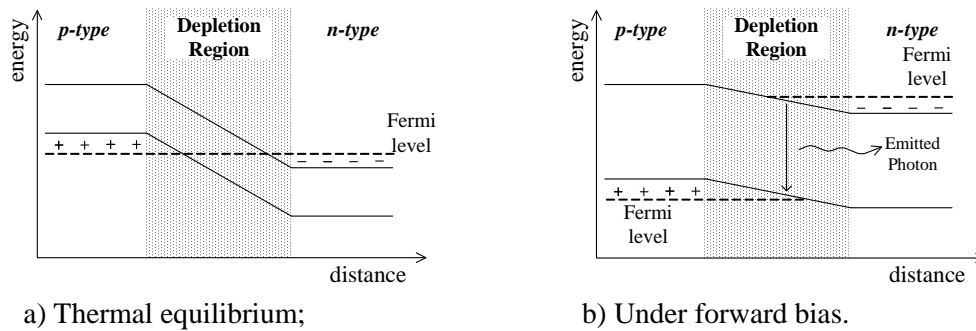 energy
p-type
Depletion
Region
n-type
Fermi
level
+ + + +
− − − −
distance
a) Thermal equilibrium;
energy
p-type
Depletion
Region
n-type
Fermi
level
− − − −
Emitted
Photon
+ + + +
Fermi
level
distance
b) Under forward bias.